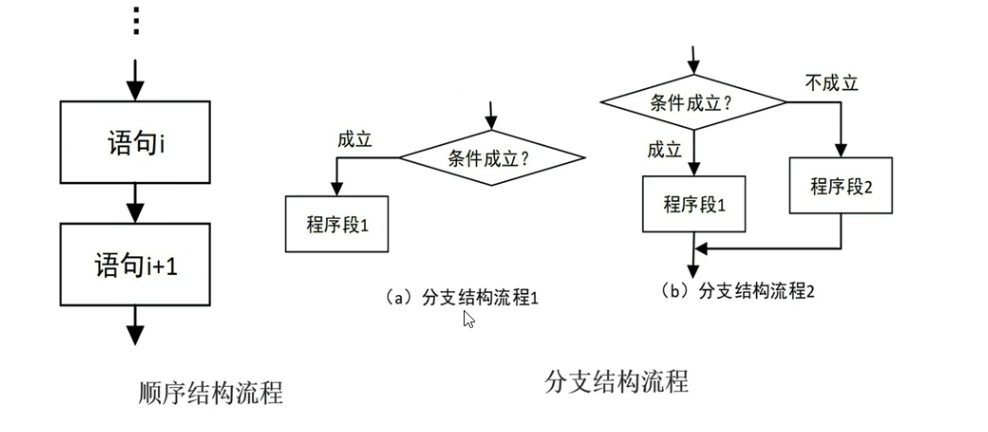 语句i
语句i+1
顺序结构流程
成立
条件成立？
程序段1
（a）分支结构流程1
条件成立？
不成立
成立
程序段1
程序段2
（b）分支结构流程2
分支结构流程